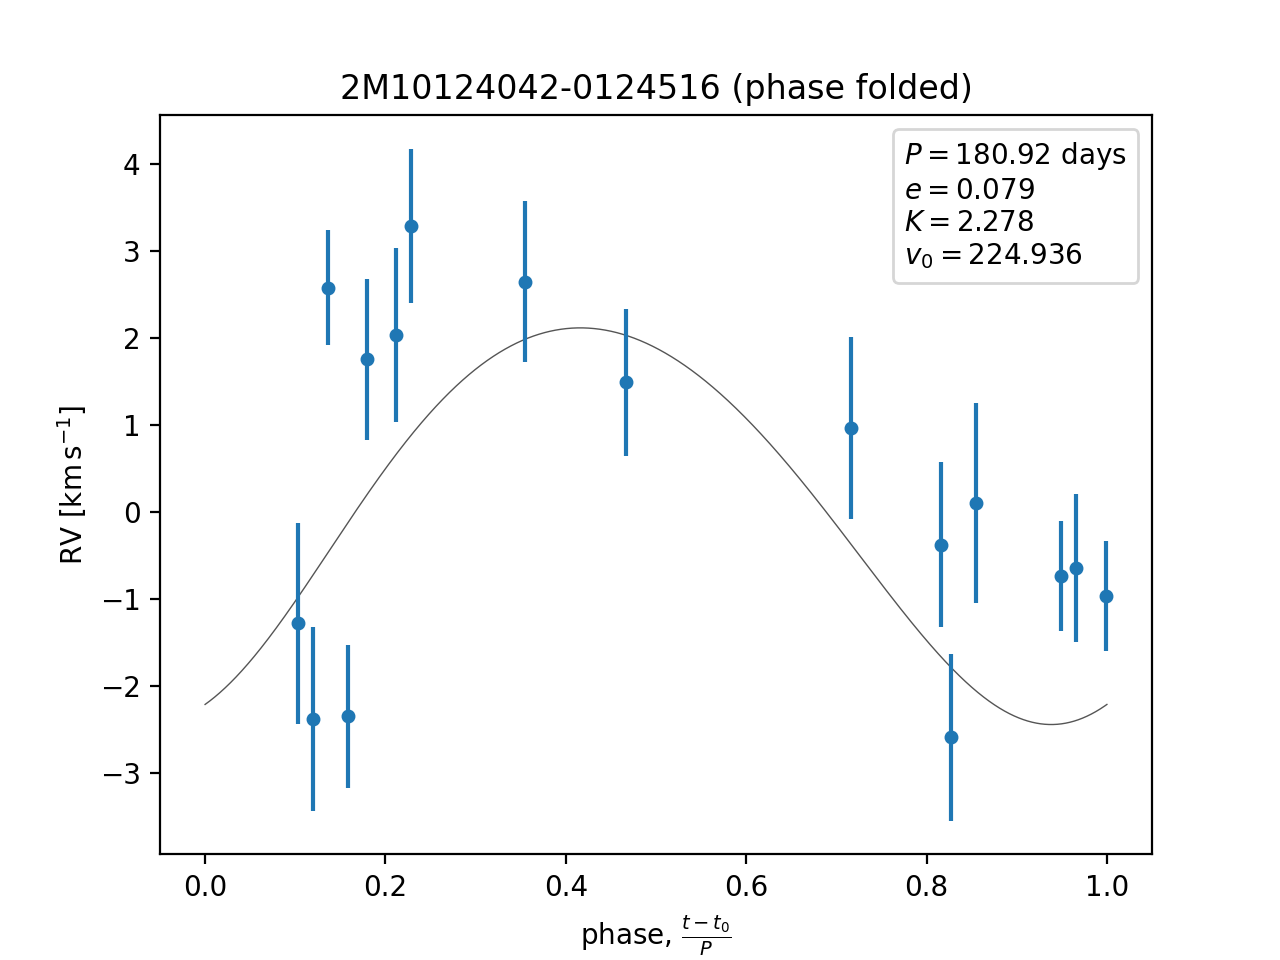 2M10124042-0124516 (phase folded)
P = 180.92 days
e = 0.079
K = 2.278
v₀ = 224.936
4
3
2
1
0
−1
−2
−3
RV [km s⁻¹]
0.0 0.2 0.4 0.6 0.8 1.0
phase, (t − t₀)/P